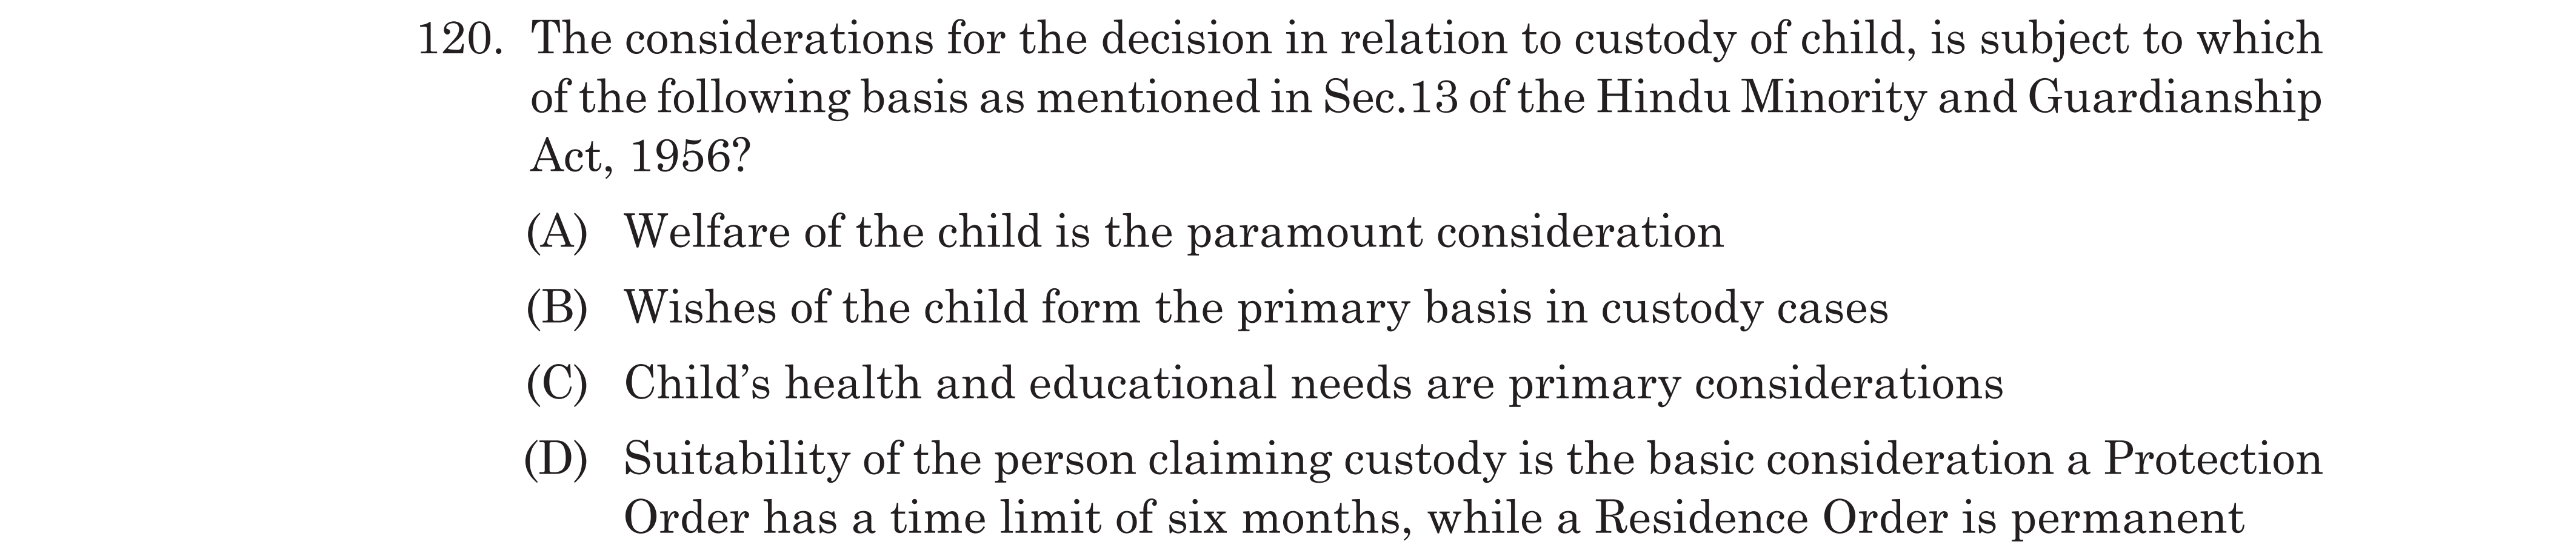 120. The considerations for the decision in relation to custody of child, is subject to which
of the following basis as mentioned in Sec.13 of the Hindu Minority and Guardianship
Act, 1956?
(A) Welfare of the child is the paramount consideration
(B) Wishes of the child form the primary basis in custody cases
(C) Child’s health and educational needs are primary considerations
(D) Suitability of the person claiming custody is the basic consideration a Protection
Order has a time limit of six months, while a Residence Order is permanent